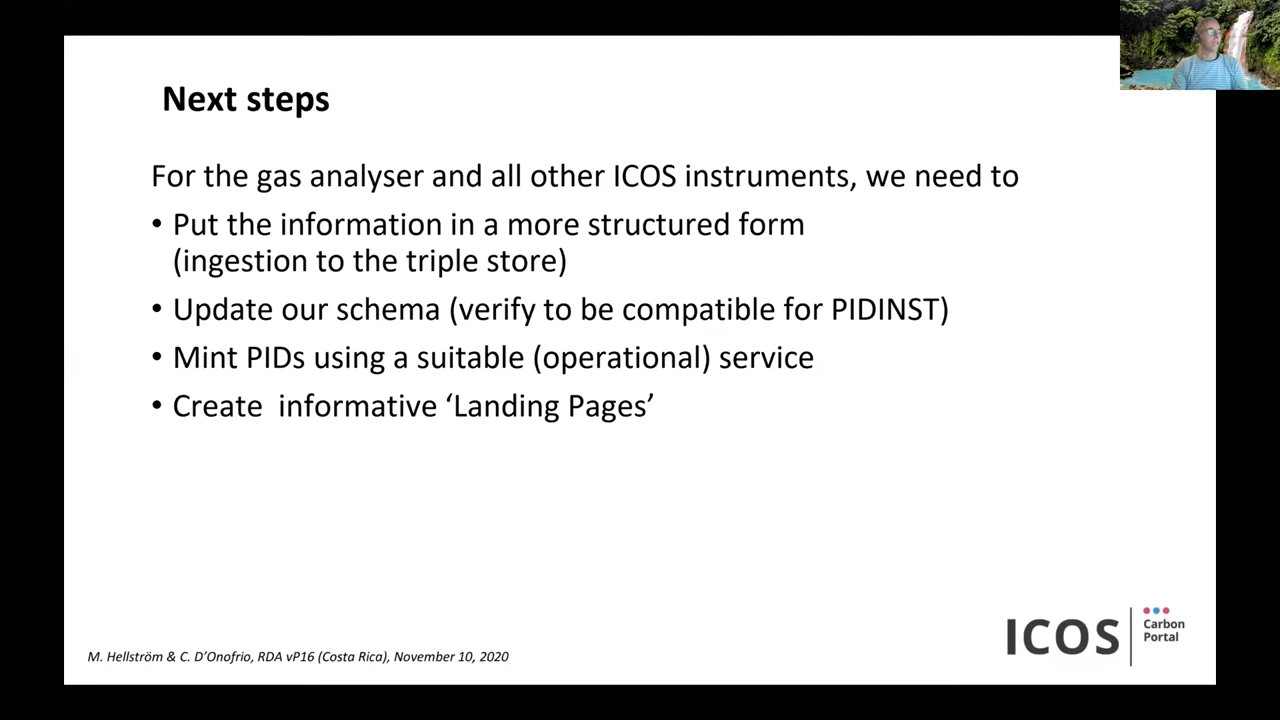 Next steps
For the gas analyser and all other ICOS instruments, we need to
• Put the information in a more structured form
(ingestion to the triple store)
• Update our schema (verify to be compatible for PIDINST)
• Mint PIDs using a suitable (operational) service
• Create  informative ‘Landing Pages’
M. Hellström & C. D’Onofrio, RDA vP16 (Costa Rica), November 10, 2020
ICOS
Carbon
Portal